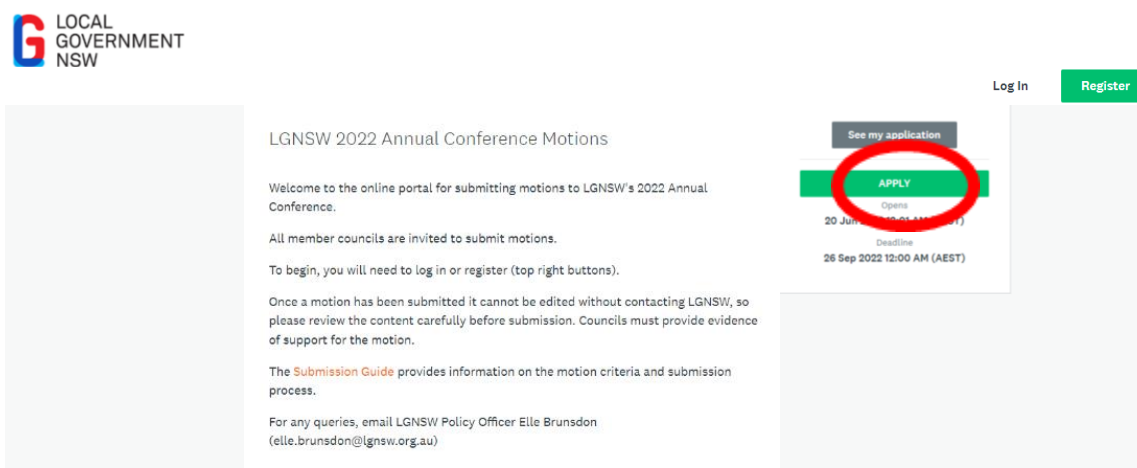 LOCAL
GOVERNMENT
NSW
Log In
Register
LGNSW 2022 Annual Conference Motions
Welcome to the online portal for submitting motions to LGNSW's 2022 Annual
Conference.
All member councils are invited to submit motions.
To begin, you will need to log in or register (top right buttons).
Once a motion has been submitted it cannot be edited without contacting LGNSW, so
please review the content carefully before submission. Councils must provide evidence
of support for the motion.
The Submission Guide provides information on the motion criteria and submission
process.
For any queries, email LGNSW Policy Officer Elle Brunsdon
(elle.brunsdon@lgnsw.org.au)
See my application
APPLY
Opens
20 Jun
Deadline
26 Sep 2022 12:00 AM (AEST)